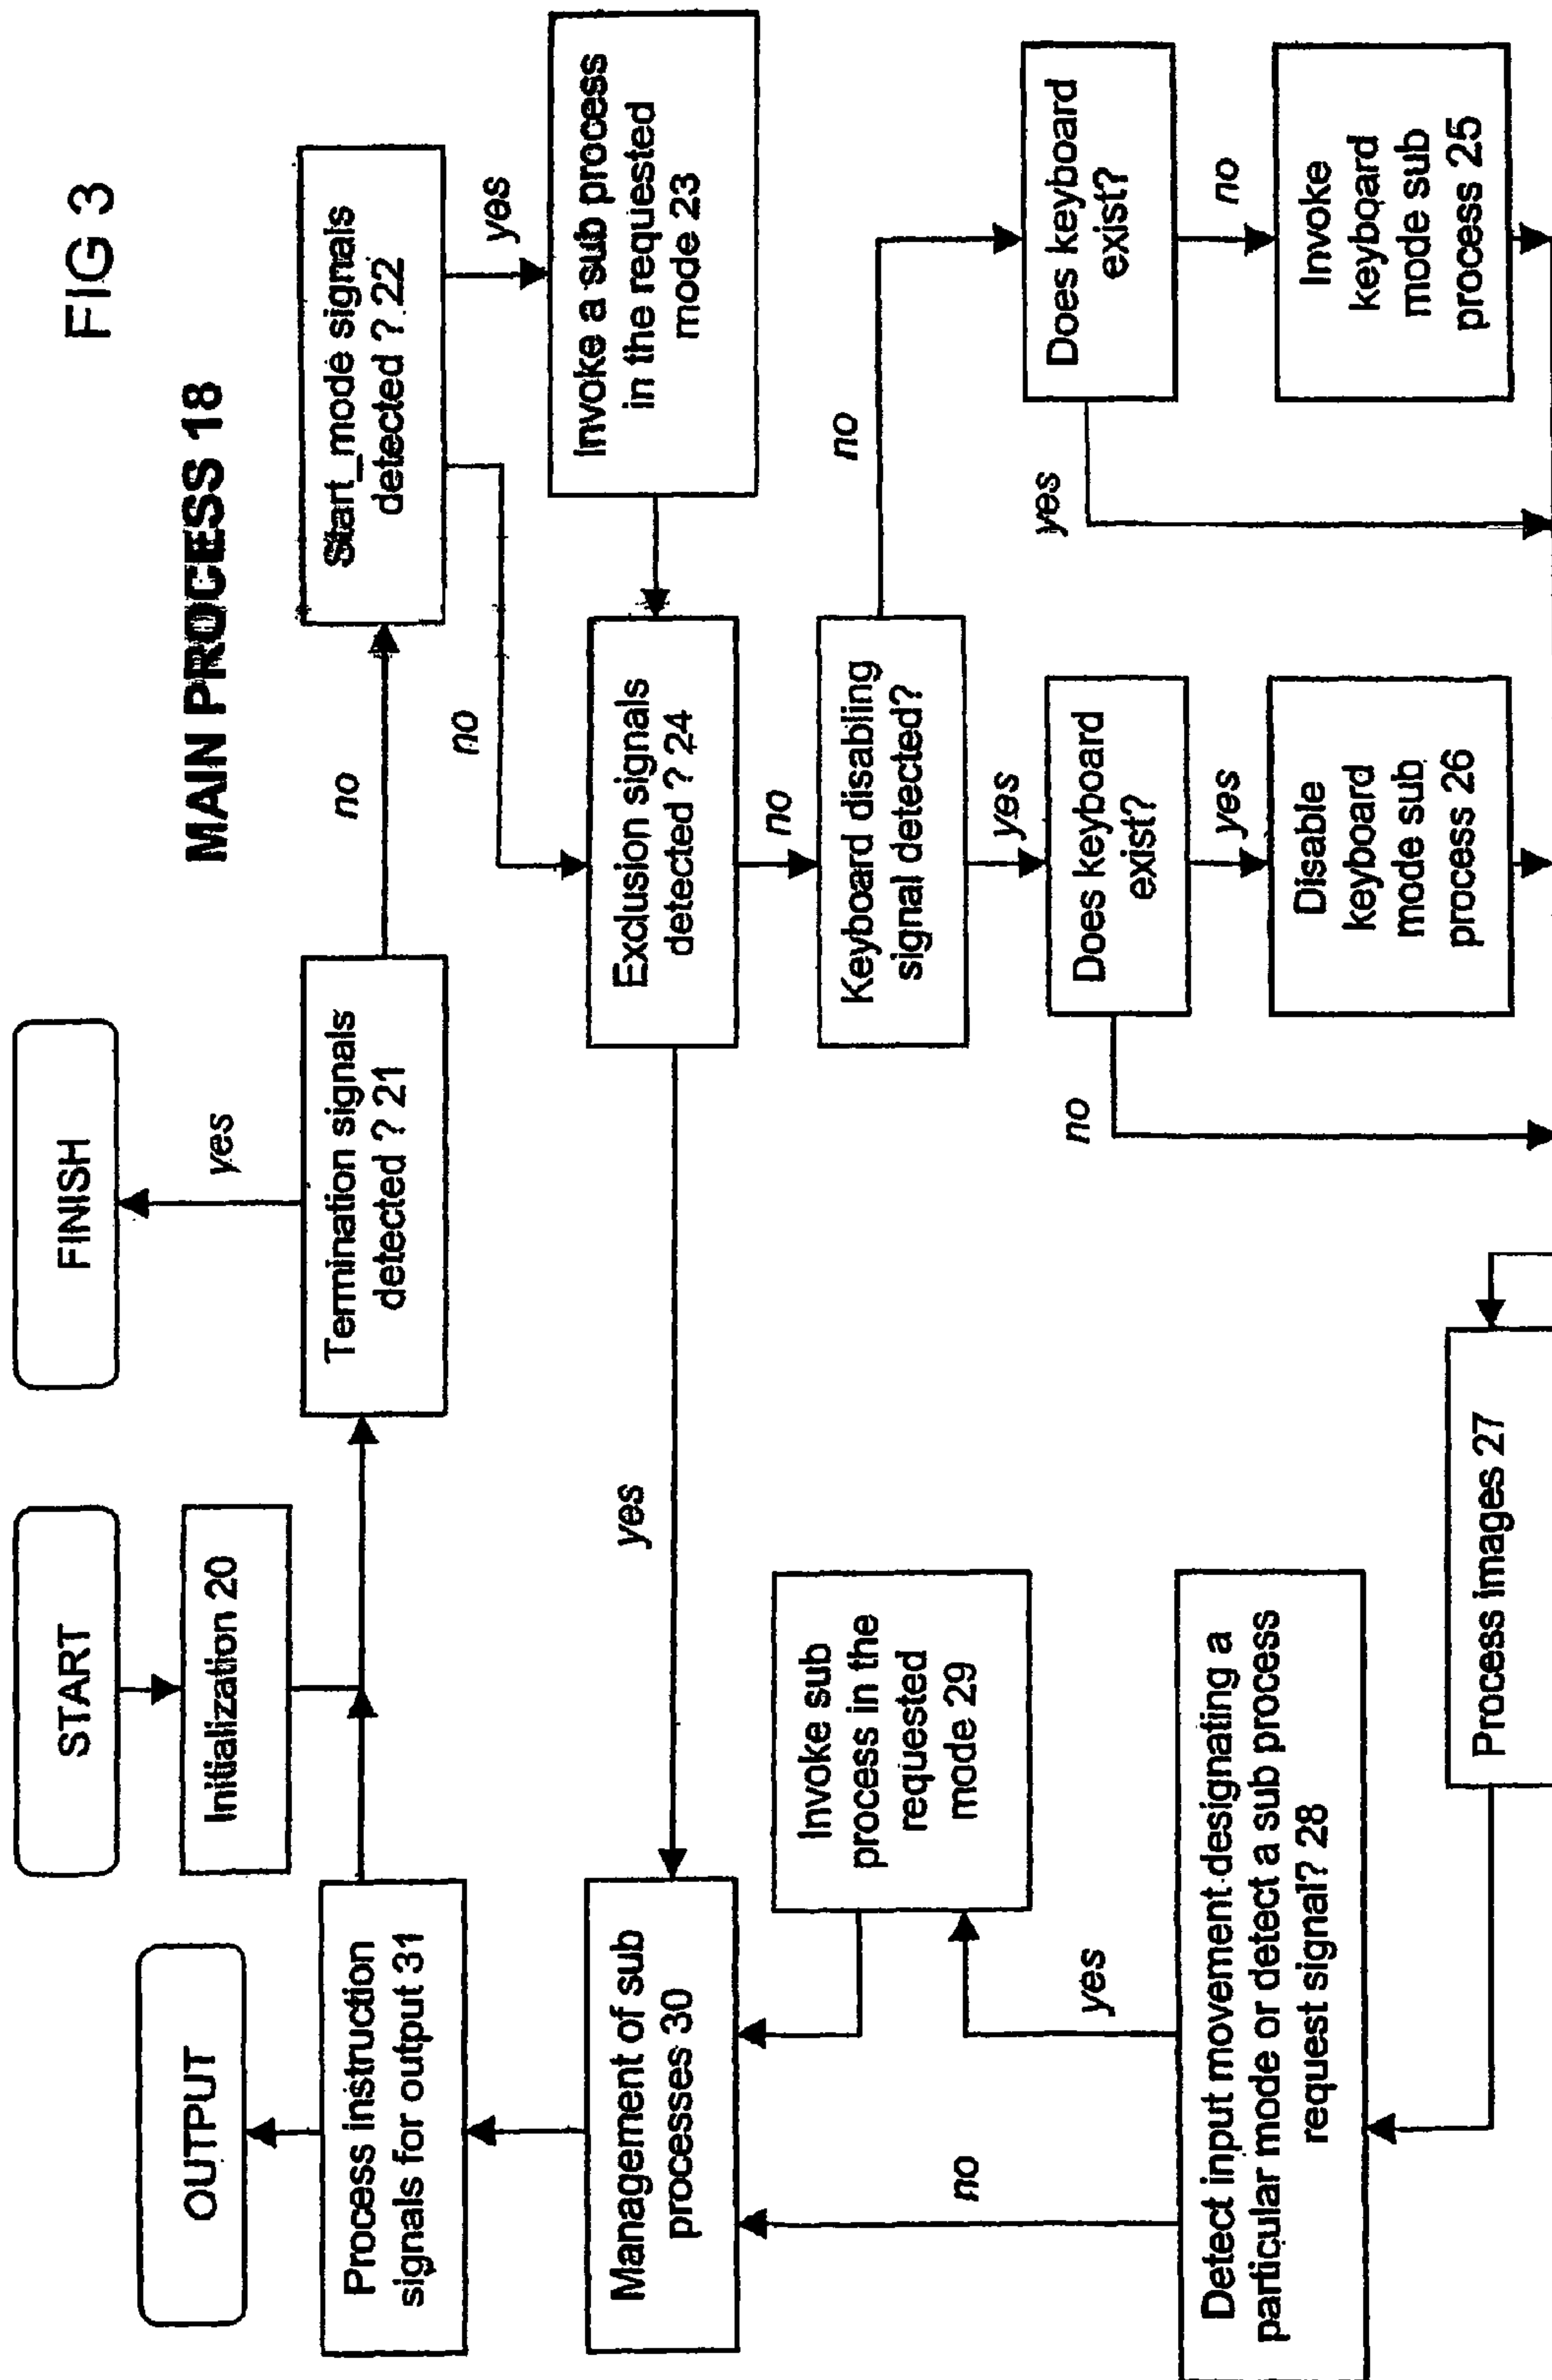 FIG 3
MAIN PROCESS 18
START
FINISH
OUTPUT
Initialization 20
yes
Process instruction
signals for output 31
Termination signals
detected ? 21
no
Start_mode signals
detected ? 22
no
yes
Invoke a sub process
in the requested
mode 23
Management of sub
processes 30
yes
Exclusion signals
detected ? 24
no
no
Invoke sub
process in the
requested
mode 29
Keyboard disabling
signal detected?
yes
no
yes
Does keyboard
exist?
Does keyboard
exist?
no
yes
yes
no
Detect input movement designating a
particular mode or detect a sub process
request signal? 28
Disable
keyboard
mode sub
process 26
Invoke
keyboard
mode sub
process 25
Process images 27